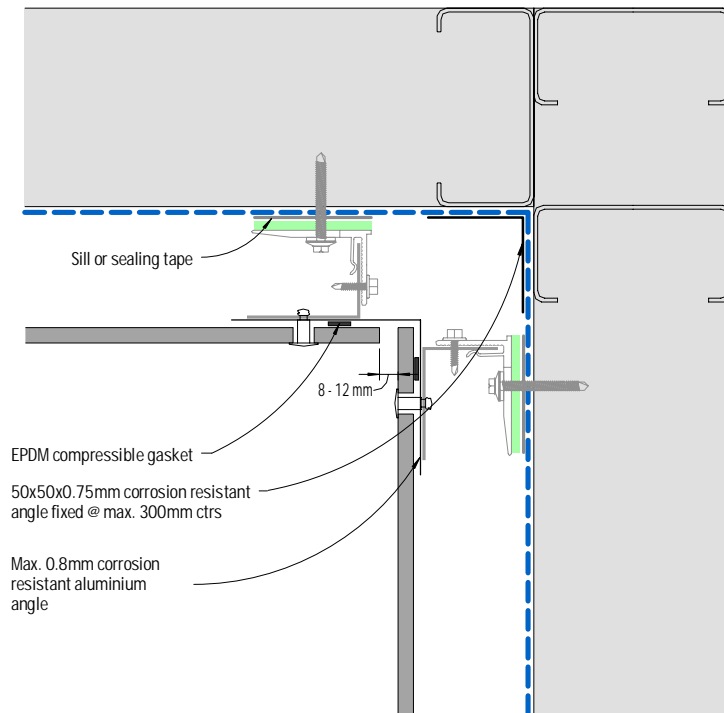 Sill or sealing tape
8 - 12 mm
EPDM compressible gasket
50x50x0.75mm corrosion resistant
angle fixed @ max. 300mm ctrs
Max. 0.8mm corrosion
resistant aluminium
angle